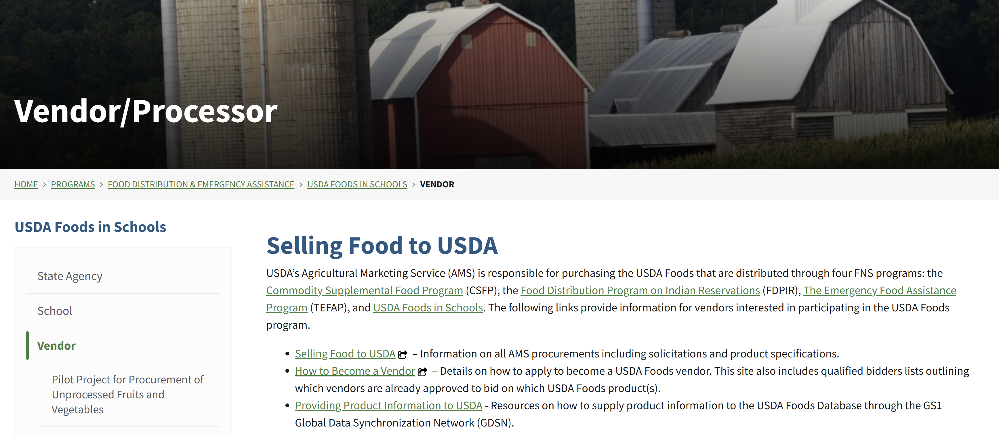 Vendor/Processor
HOME > PROGRAMS > FOOD DISTRIBUTION & EMERGENCY ASSISTANCE > USDA FOODS IN SCHOOLS > VENDOR
USDA Foods in Schools
State Agency
School
Vendor
Pilot Project for Procurement of
Unprocessed Fruits and
Vegetables
Selling Food to USDA
USDA’s Agricultural Marketing Service (AMS) is responsible for purchasing the USDA Foods that are distributed through four FNS programs: the
Commodity Supplemental Food Program (CSFP), the Food Distribution Program on Indian Reservations (FDPIR), The Emergency Food Assistance
Program (TEFAP), and USDA Foods in Schools. The following links provide information for vendors interested in participating in the USDA Foods
program.
• Selling Food to USDA – Information on all AMS procurements including solicitations and product specifications.
• How to Become a Vendor – Details on how to apply to become a USDA Foods vendor. This site also includes qualified bidders lists outlining
which vendors are already approved to bid on which USDA Foods product(s).
• Providing Product Information to USDA - Resources on how to supply product information to the USDA Foods Database through the GS1
Global Data Synchronization Network (GDSN).